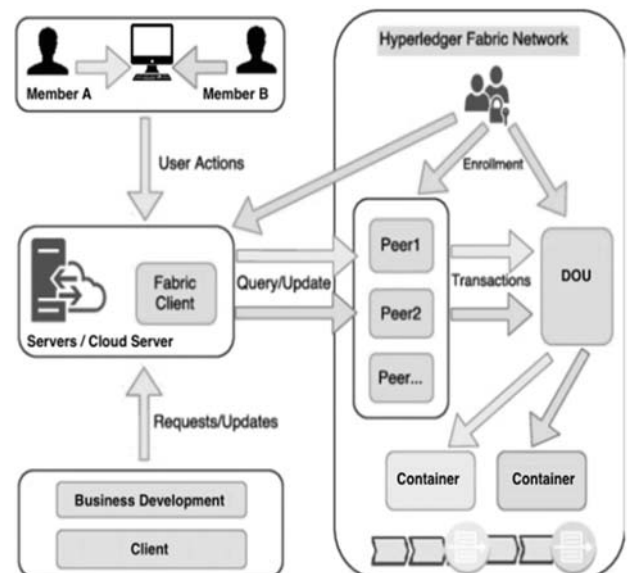 Hyperledger Fabric Network
Member A
Member B
User Actions
Enrollment
Fabric
Client
Servers / Cloud Server
Query/Update
Peer1
Peer2
Peer...
Transactions
DOU
Requests/Updates
Container
Container
Business Development
Client